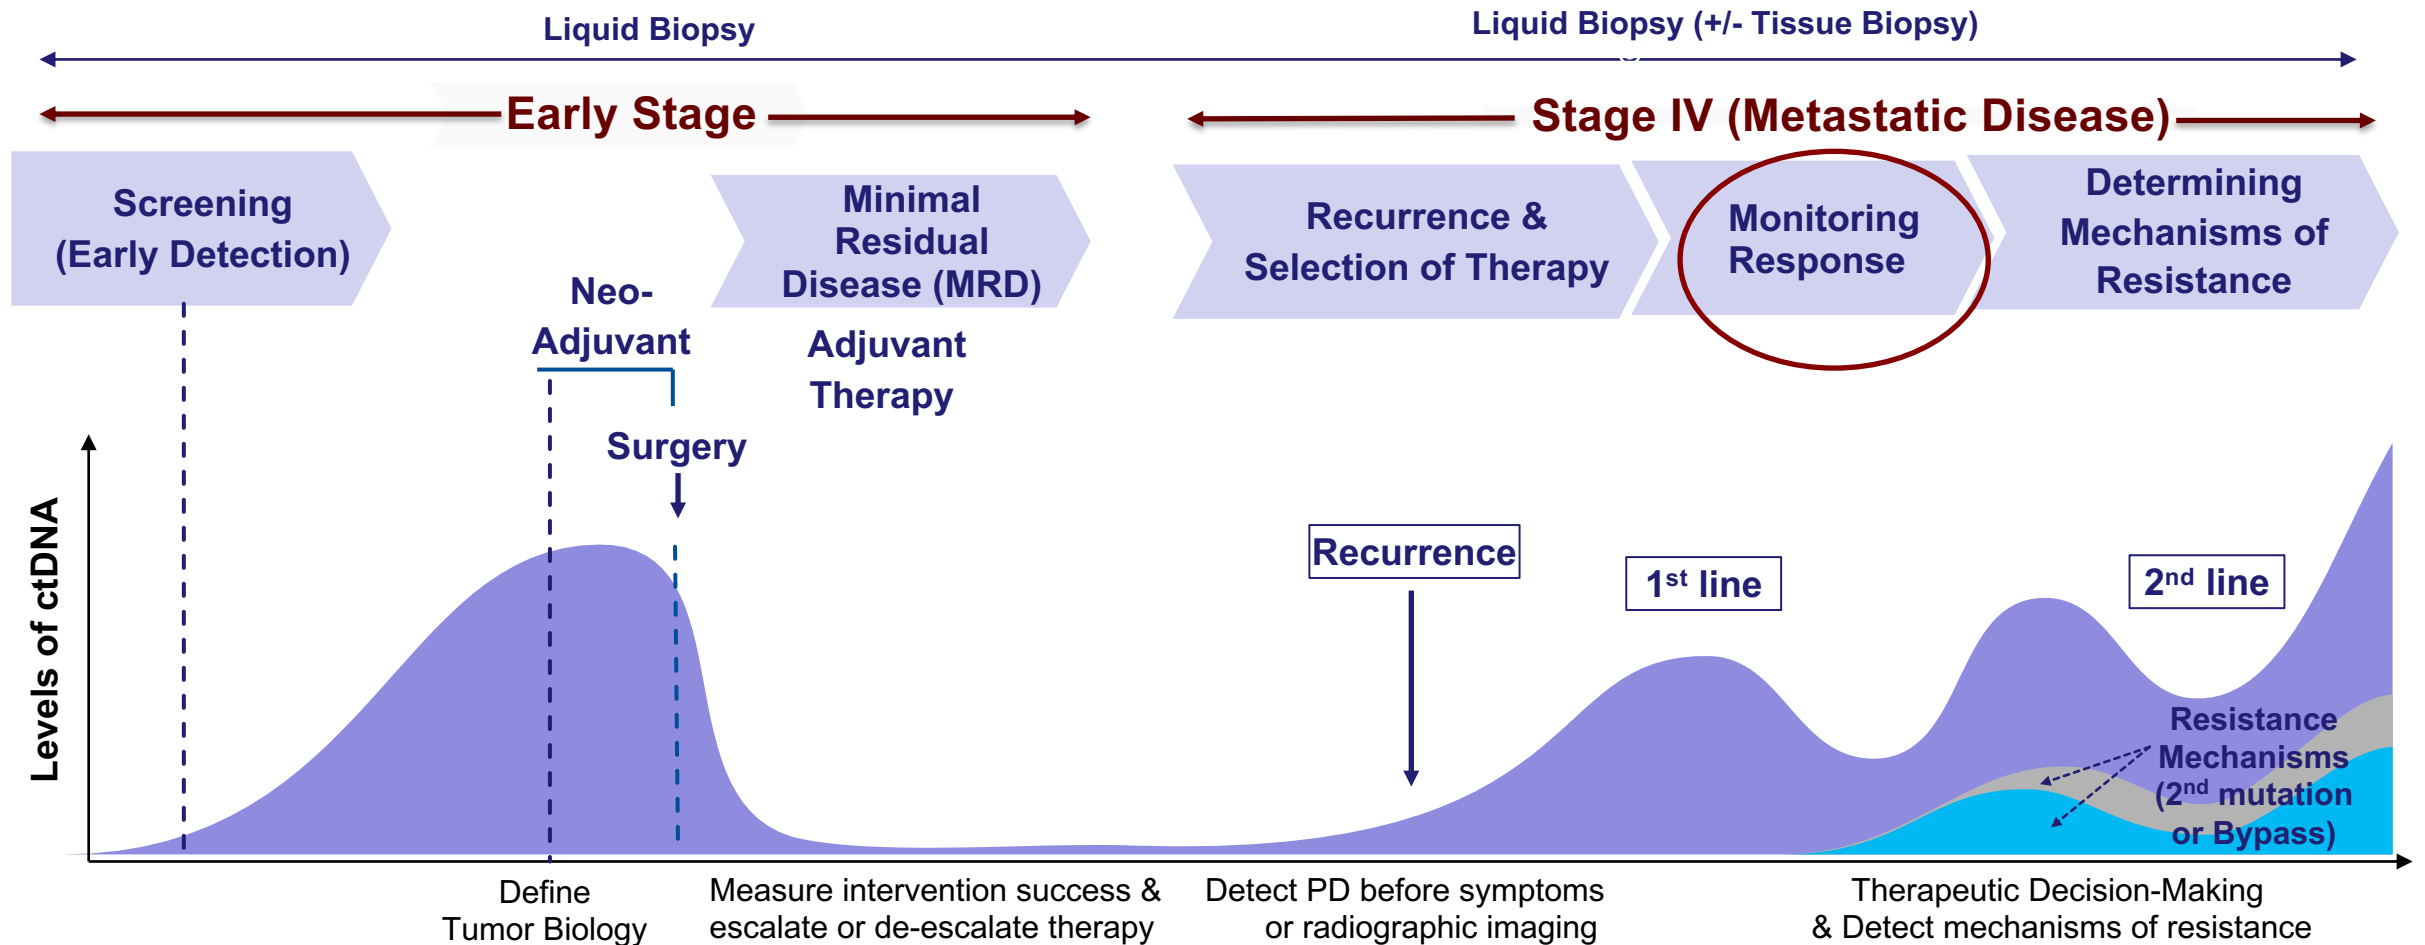 Liquid Biopsy
Liquid Biopsy (+/- Tissue Biopsy)
Early Stage
Stage IV (Metastatic Disease)
Screening
(Early Detection)
Neo-
Adjuvant
Surgery
Minimal
Residual
Disease (MRD)
Adjuvant
Therapy
Recurrence &
Selection of Therapy
Monitoring
Response
Determining
Mechanisms of
Resistance
Levels of ctDNA
Recurrence
1st line
2nd line
Resistance
Mechanisms
(2nd mutation
or Bypass)
Define
Tumor Biology
Measure intervention success &
escalate or de-escalate therapy
Detect PD before symptoms
or radiographic imaging
Therapeutic Decision-Making
& Detect mechanisms of resistance